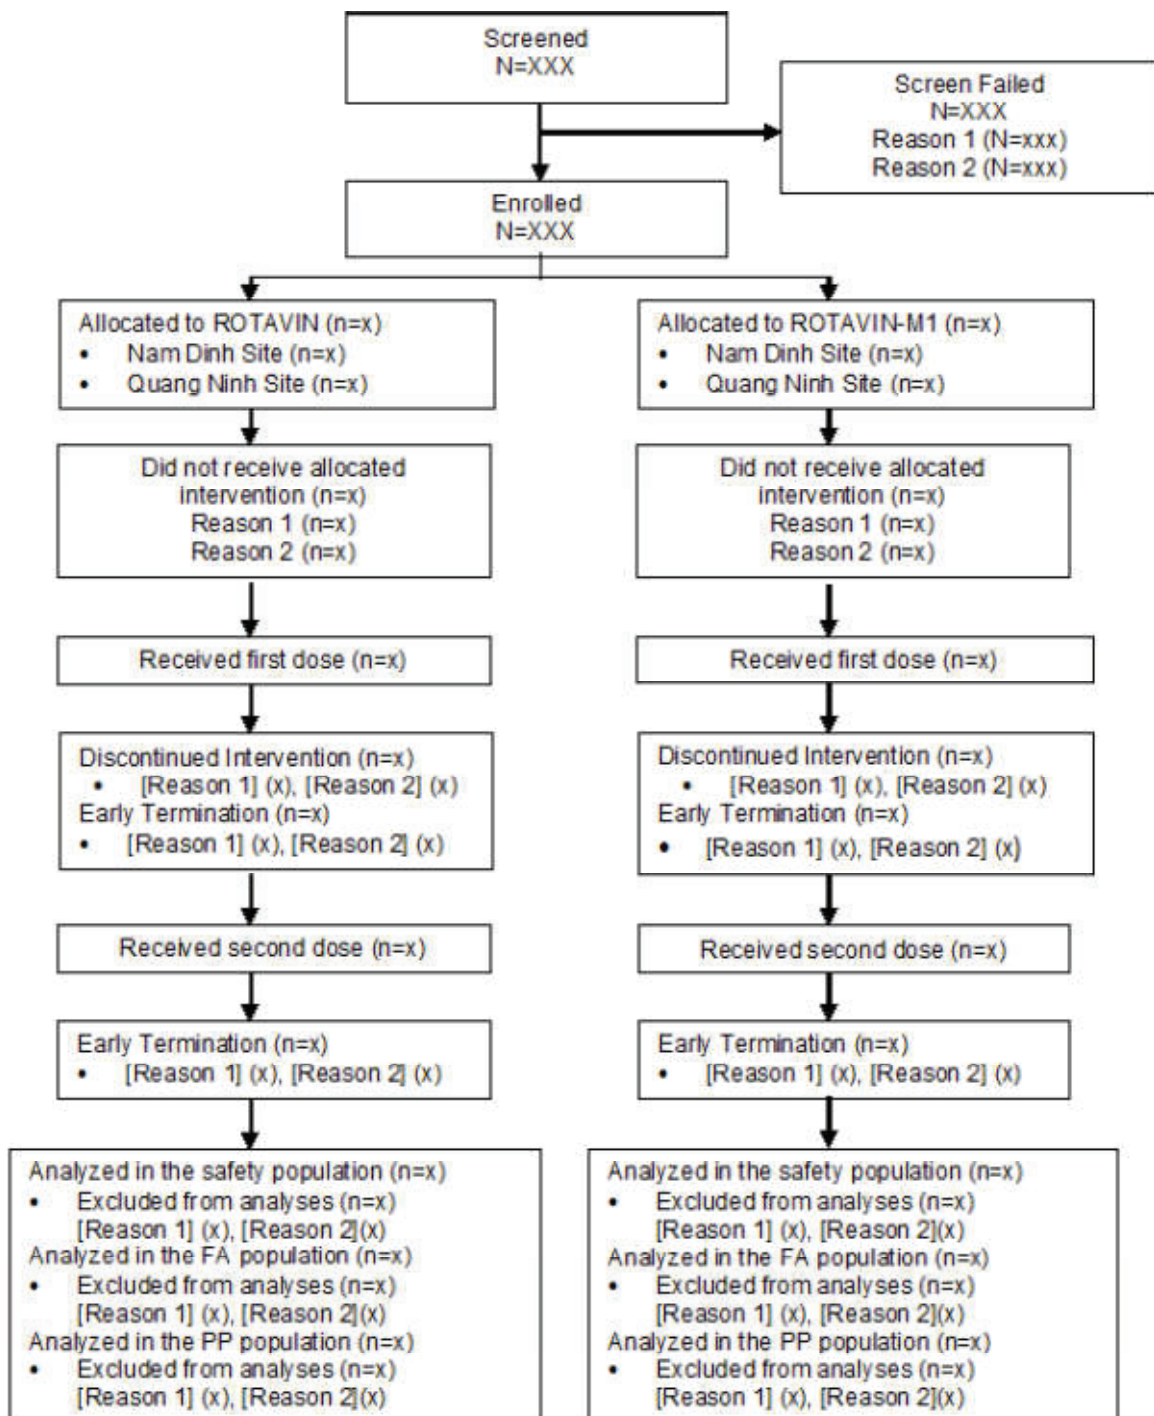 Screened
N=XXX
Screen Failed
N=XXX
Reason 1 (N=xxx)
Reason 2 (N=xxx)
Enrolled
N=XXX
Allocated to ROTAVIN (n=x)
• Nam Dinh Site (n=x)
• Quang Ninh Site (n=x)
Allocated to ROTAVIN-M1 (n=x)
• Nam Dinh Site (n=x)
• Quang Ninh Site (n=x)
Did not receive allocated
intervention (n=x)
Reason 1 (n=x)
Reason 2 (n=x)
Did not receive allocated
intervention (n=x)
Reason 1 (n=x)
Reason 2 (n=x)
Received first dose (n=x)
Received first dose (n=x)
Discontinued Intervention (n=x)
• [Reason 1] (x), [Reason 2] (x)
Early Termination (n=x)
• [Reason 1] (x), [Reason 2] (x)
Discontinued Intervention (n=x)
• [Reason 1] (x), [Reason 2] (x)
Early Termination (n=x)
• [Reason 1] (x), [Reason 2] (x)
Received second dose (n=x)
Received second dose (n=x)
Early Termination (n=x)
• [Reason 1] (x), [Reason 2] (x)
Early Termination (n=x)
• [Reason 1] (x), [Reason 2] (x)
Analyzed in the safety population (n=x)
• Excluded from analyses (n=x)
[Reason 1] (x), [Reason 2](x)
Analyzed in the FA population (n=x)
• Excluded from analyses (n=x)
[Reason 1] (x), [Reason 2](x)
Analyzed in the PP population (n=x)
• Excluded from analyses (n=x)
[Reason 1] (x), [Reason 2](x)
Analyzed in the safety population (n=x)
• Excluded from analyses (n=x)
[Reason 1] (x), [Reason 2](x)
Analyzed in the FA population (n=x)
• Excluded from analyses (n=x)
[Reason 1] (x), [Reason 2](x)
Analyzed in the PP population (n=x)
• Excluded from analyses (n=x)
[Reason 1] (x), [Reason 2](x)